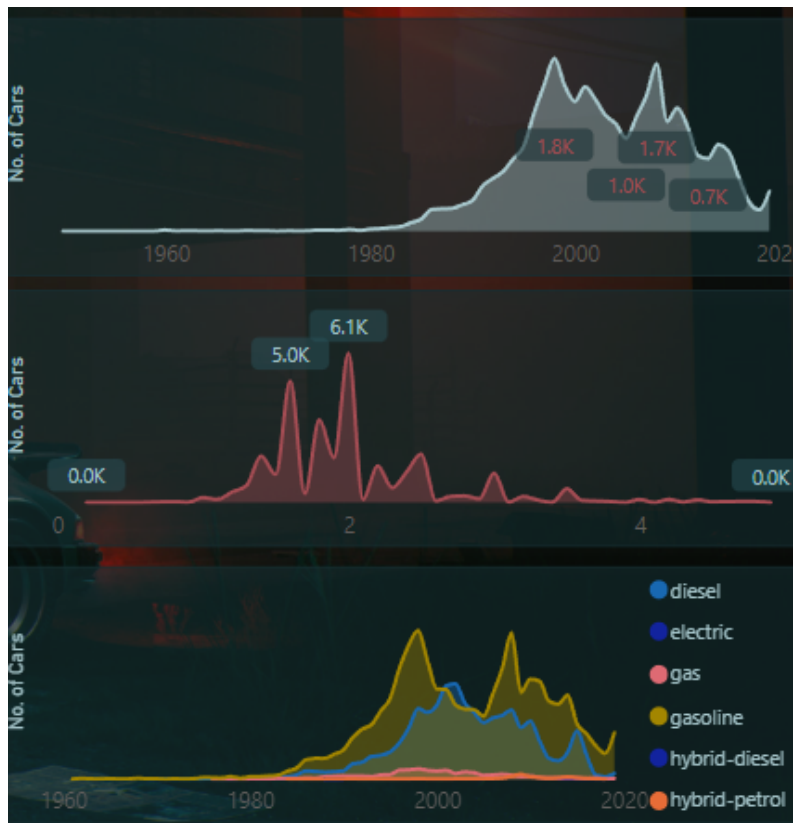 No. of Cars
1.8K
1.7K
1.0K
0.7K
1960 1980 2000 202
No. of Cars
6.1K
5.0K
0.0K
0.0K
0 2 4
No. of Cars
diesel
electric
gas
gasoline
hybrid-diesel
hybrid-petrol
1960 1980 2000 2020